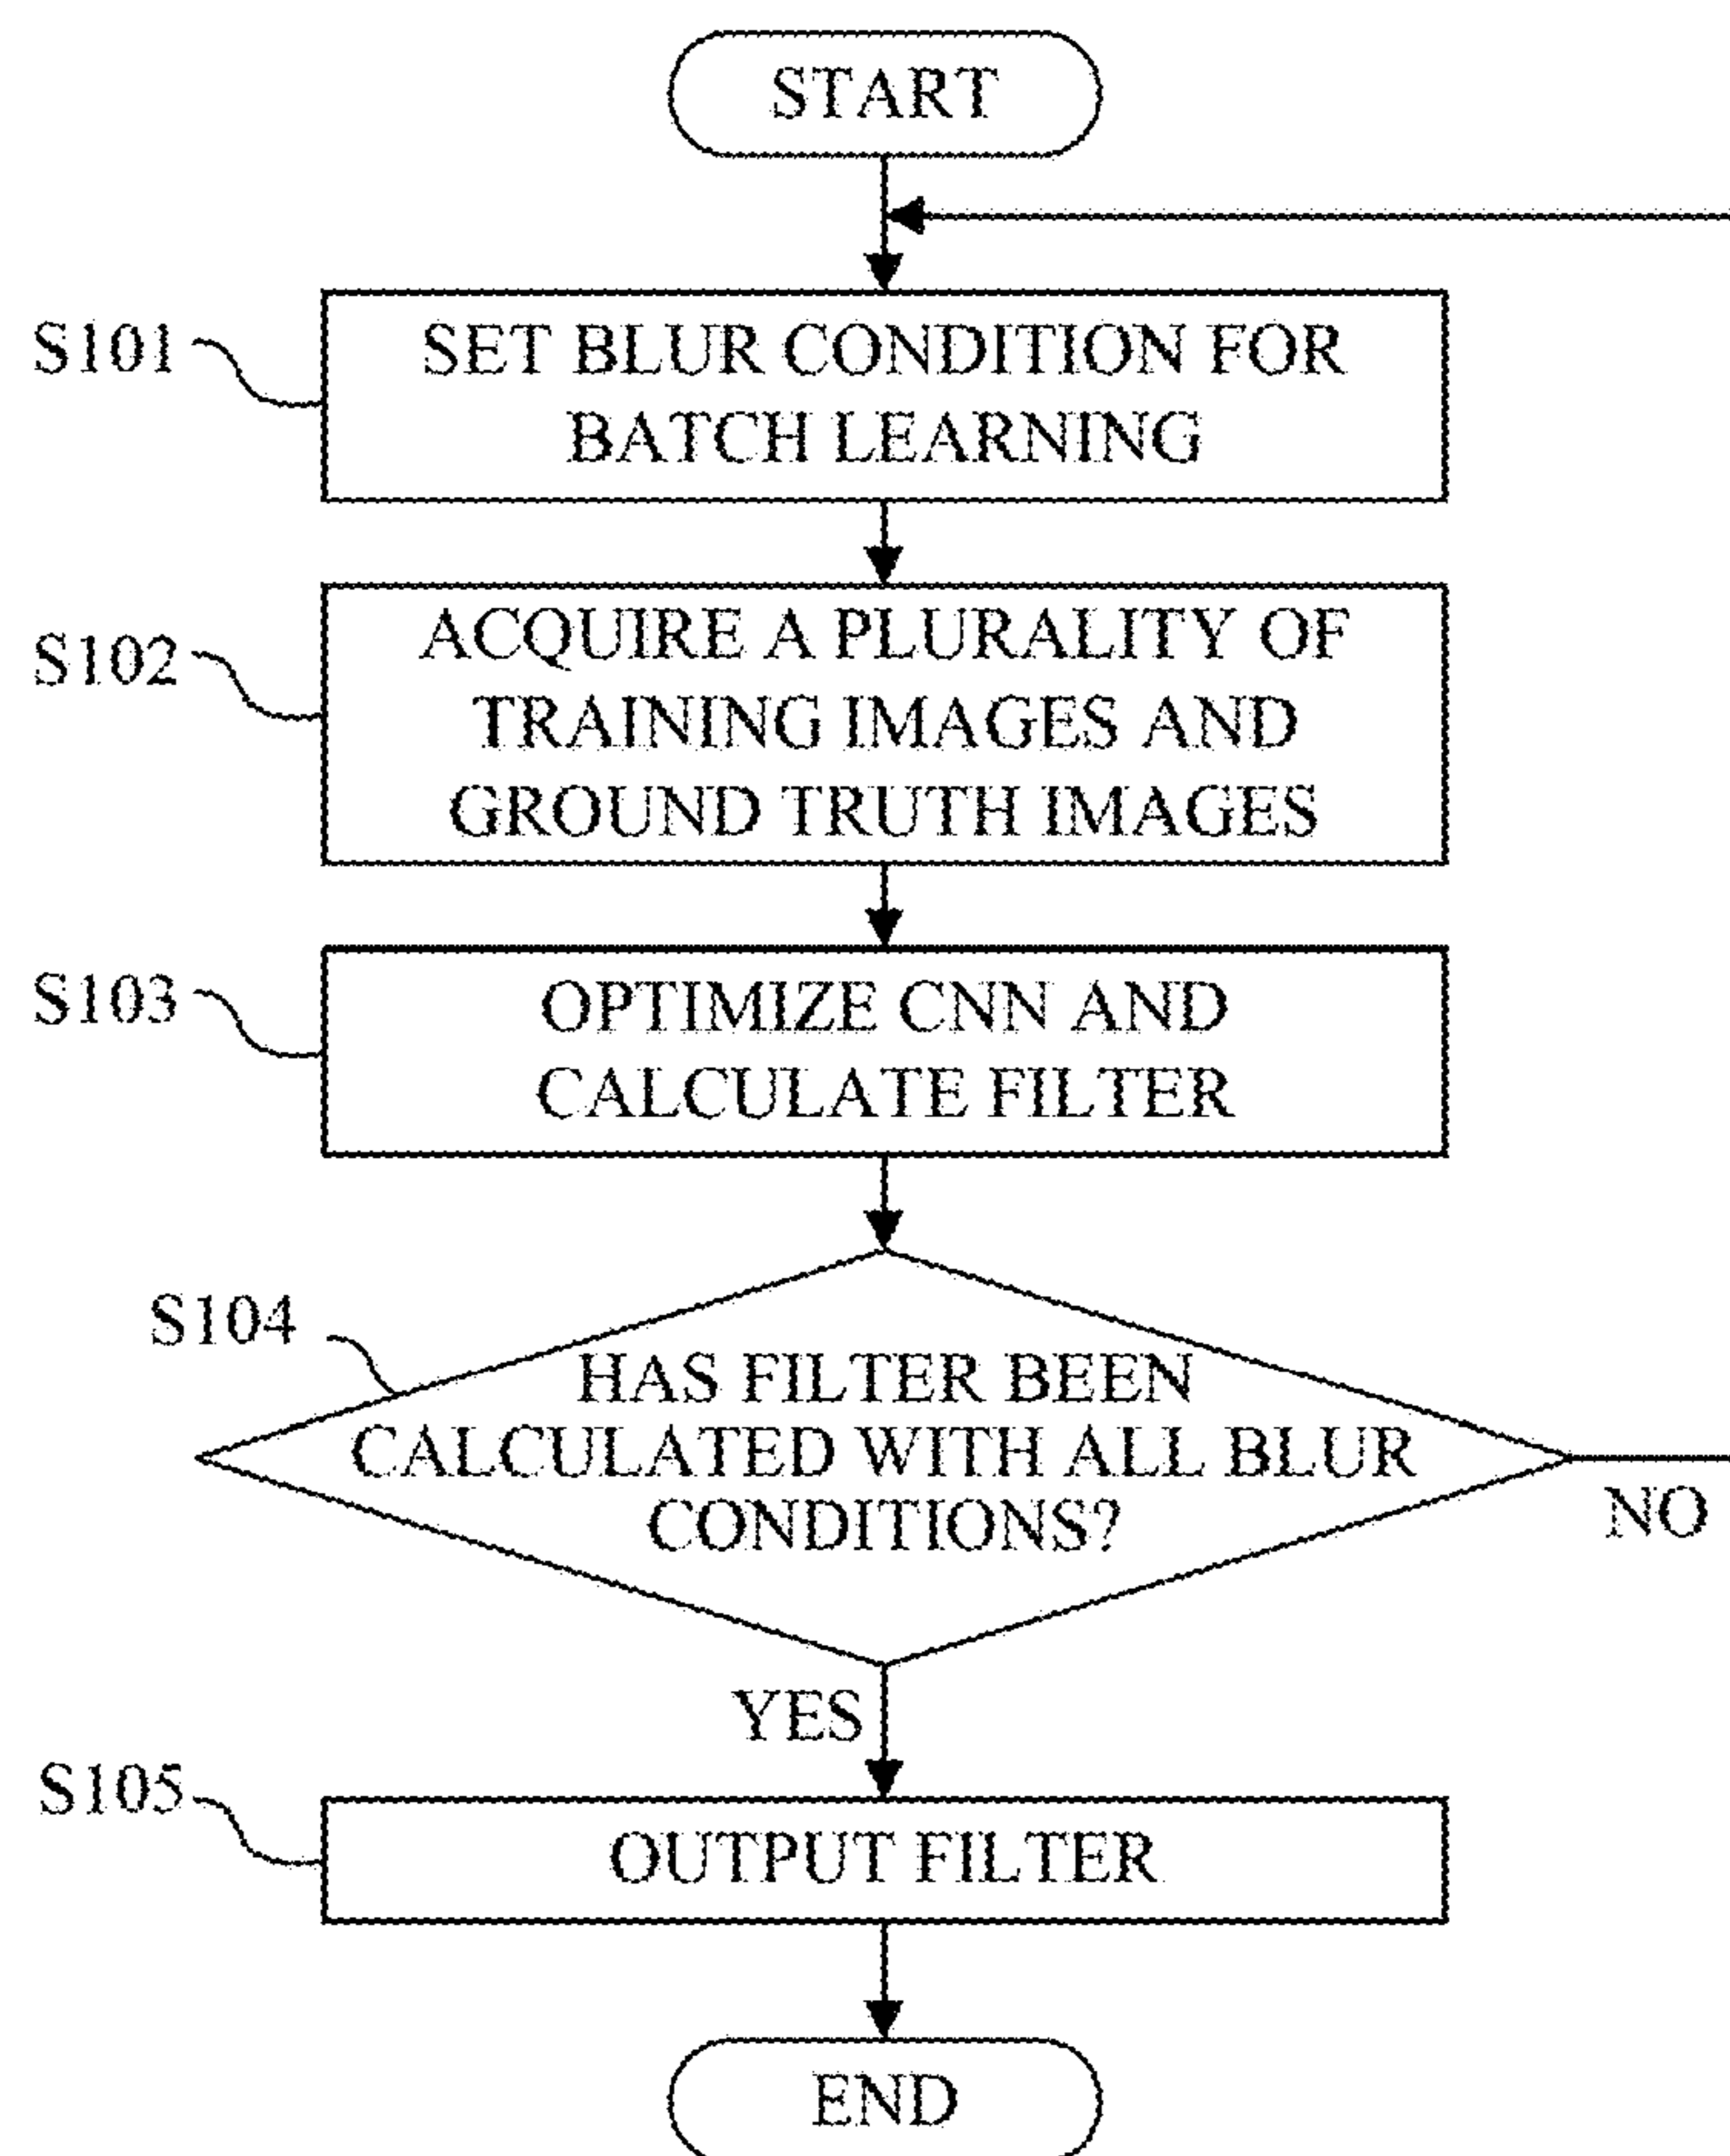 START
S101
SET BLUR CONDITION FOR
BATCH LEARNING
S102
ACQUIRE A PLURALITY OF
TRAINING IMAGES AND
GROUND TRUTH IMAGES
S103
OPTIMIZE CNN AND
CALCULATE FILTER
S104
HAS FILTER BEEN
CALCULATED WITH ALL BLUR
CONDITIONS?
NO
YES
S105
OUTPUT FILTER
END